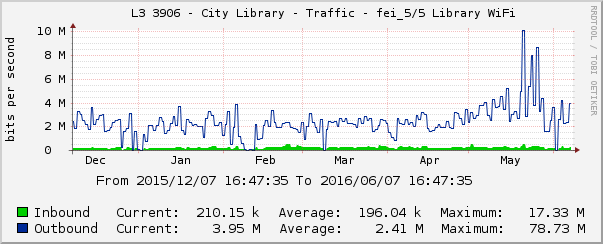 L3 3906 - City Library - Traffic - fei_5/5 Library WiFi
RRDTOOL / TOBI OETIKER
bits per second
10 M
8 M
6 M
4 M
2 M
0
Dec Jan Feb Mar Apr May
From 2015/12/07 16:47:35 To 2016/06/07 16:47:35
Inbound Current: 210.15 k Average: 196.04 k Maximum: 17.33 M
Outbound Current: 3.95 M Average: 2.41 M Maximum: 78.73 M